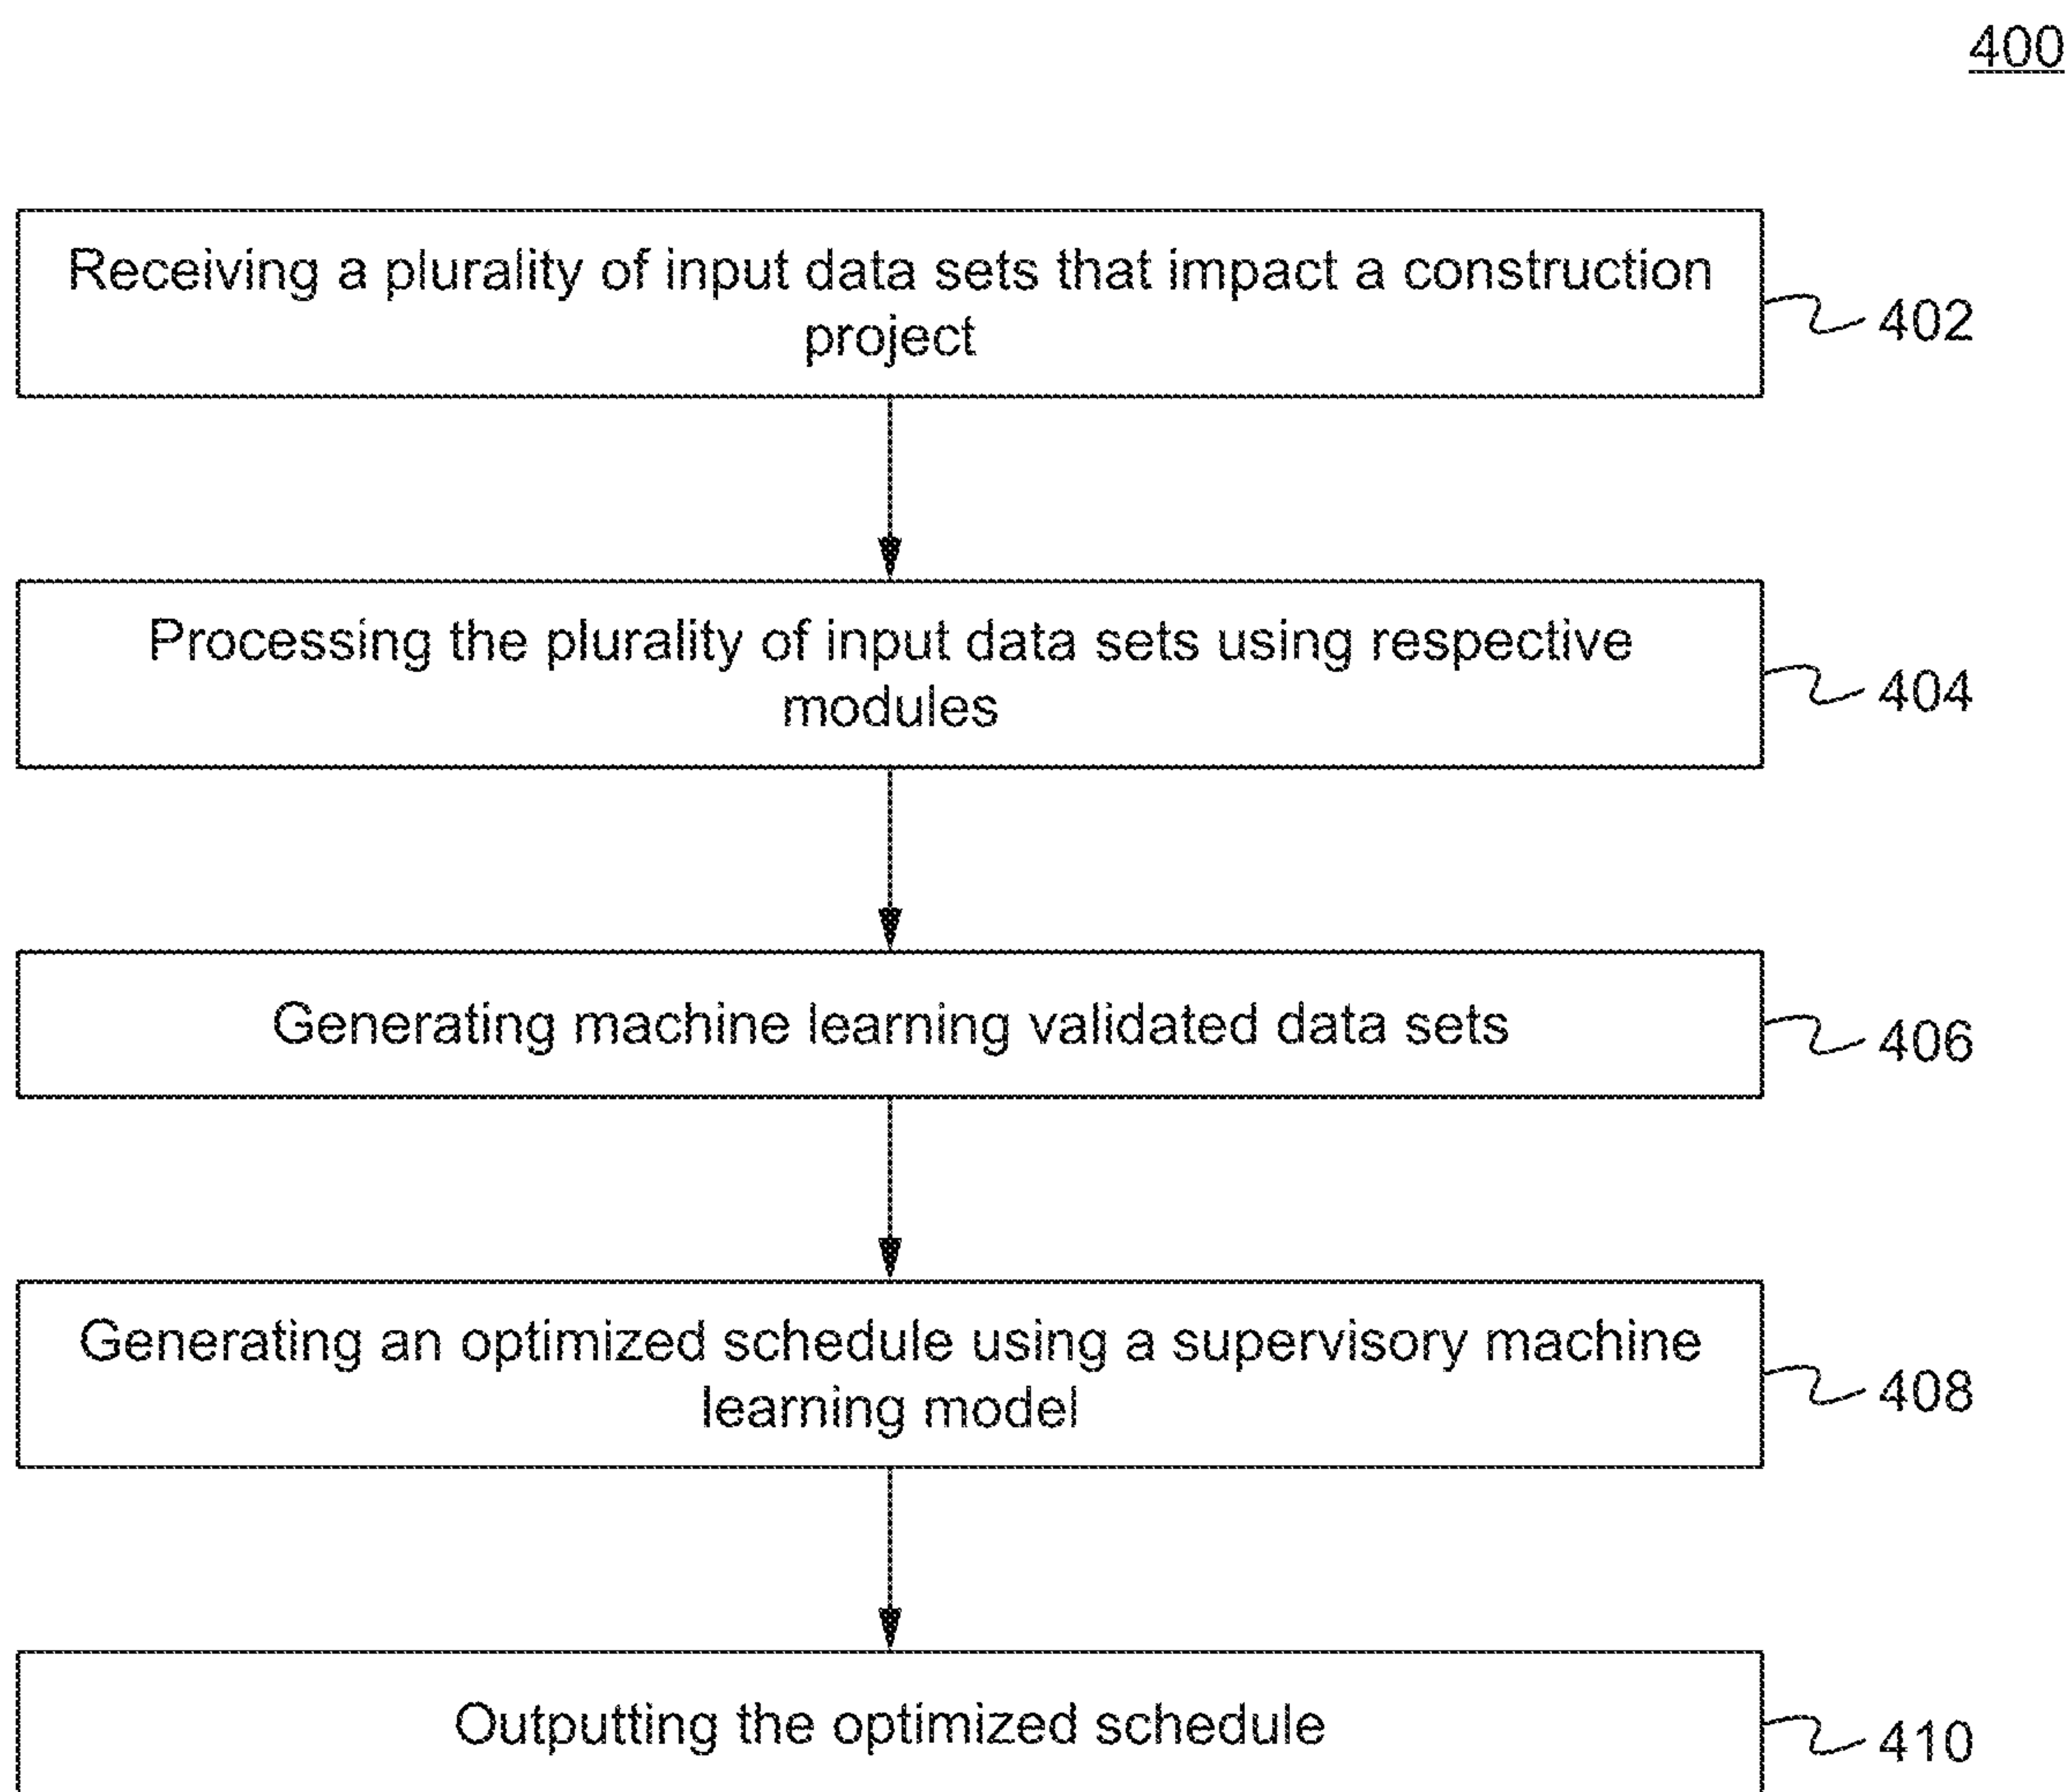 400
Receiving a plurality of input data sets that impact a construction
project
402
Processing the plurality of input data sets using respective
modules
404
Generating machine learning validated data sets
406
Generating an optimized schedule using a supervisory machine
learning model
408
Outputting the optimized schedule
410